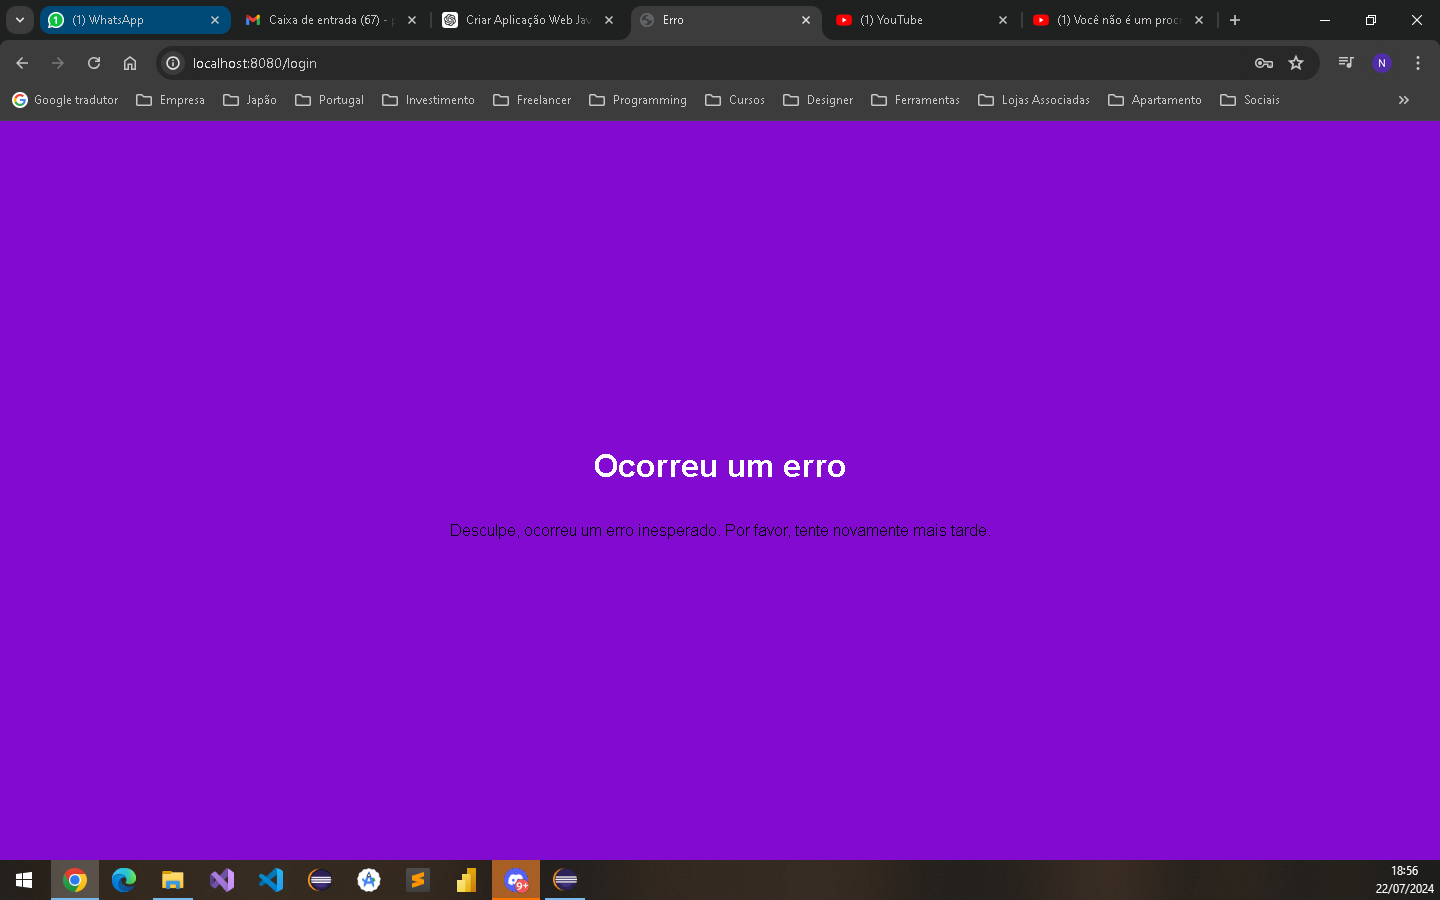 (1) WhatsApp
Caixa de entrada (67) -
Criar Aplicação Web Jav
Erro
(1) YouTube
(1) Você não é um proc
localhost:8080/login
N
Google tradutor
Empresa
Japão
Portugal
Investimento
Freelancer
Programming
Cursos
Designer
Ferramentas
Lojas Associadas
Apartamento
Sociais
Ocorreu um erro
Desculpe, ocorreu um erro inesperado. Por favor, tente novamente mais tarde.
9+
18:56
22/07/2024